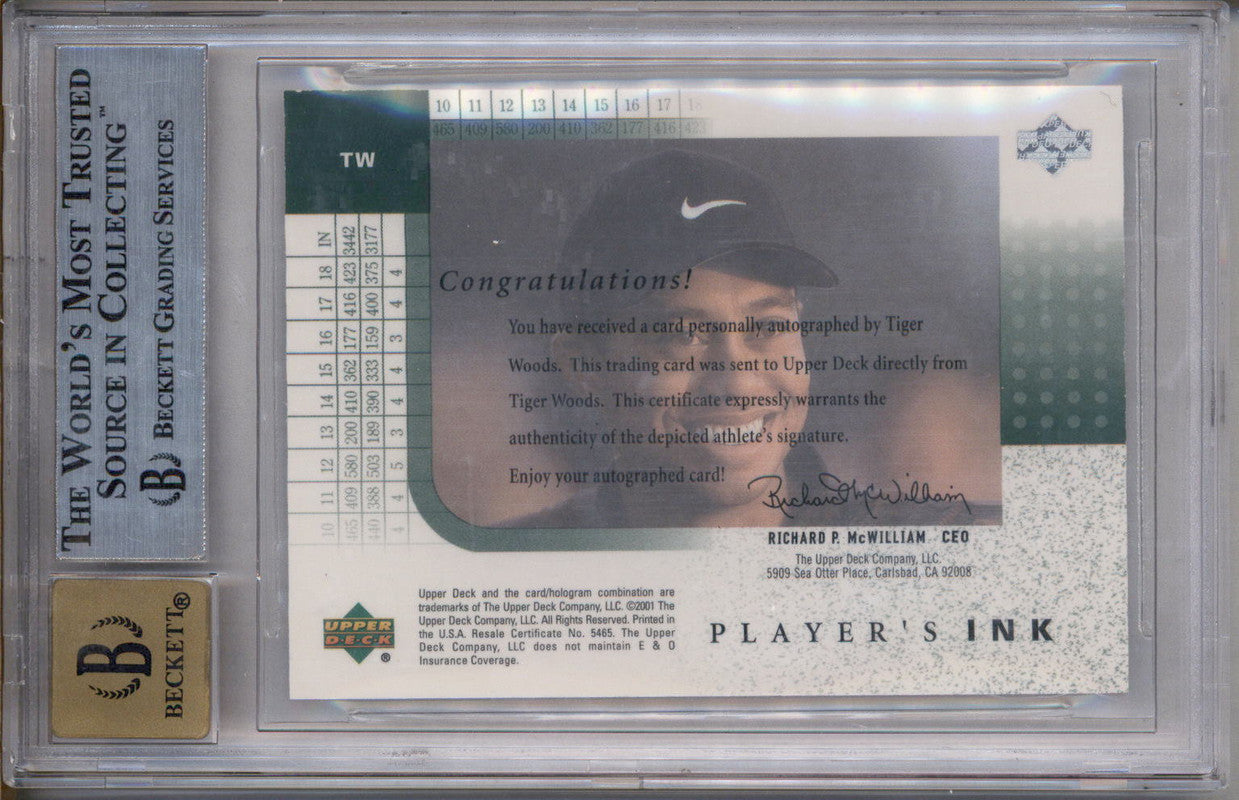 THE WORLD'S MOST TRUSTED
SOURCE IN COLLECTING™
B BECKETT GRADING SERVICES
B
BECKETT®
TW
10 11 12 13 14 15 16 17 18
465 409 580 200 410 362 177 416 423
IN 3442 3177
18 423 375 4
17 416 400 4
16 177 159 3
15 362 333 4
14 410 390 4
13 200 189 3
12 580 503 5
11 409 388 4
10 465 440 4
Congratulations!
You have received a card personally autographed by Tiger
Woods. This trading card was sent to Upper Deck directly from
Tiger Woods. This certificate expressly warrants the
authenticity of the depicted athlete's signature.
Enjoy your autographed card!
Richard McWilliam
RICHARD P. McWILLIAM CEO
The Upper Deck Company, LLC.
5909 Sea Otter Place, Carlsbad, CA 92008
UPPER
DECK
®
Upper Deck and the card/hologram combination are
trademarks of The Upper Deck Company, LLC. ©2001 The
Upper Deck Company, LLC. All Rights Reserved. Printed in
the U.S.A. Resale Certificate No. 5465. The Upper
Deck Company, LLC does not maintain E & O
Insurance Coverage.
PLAYER'S INK